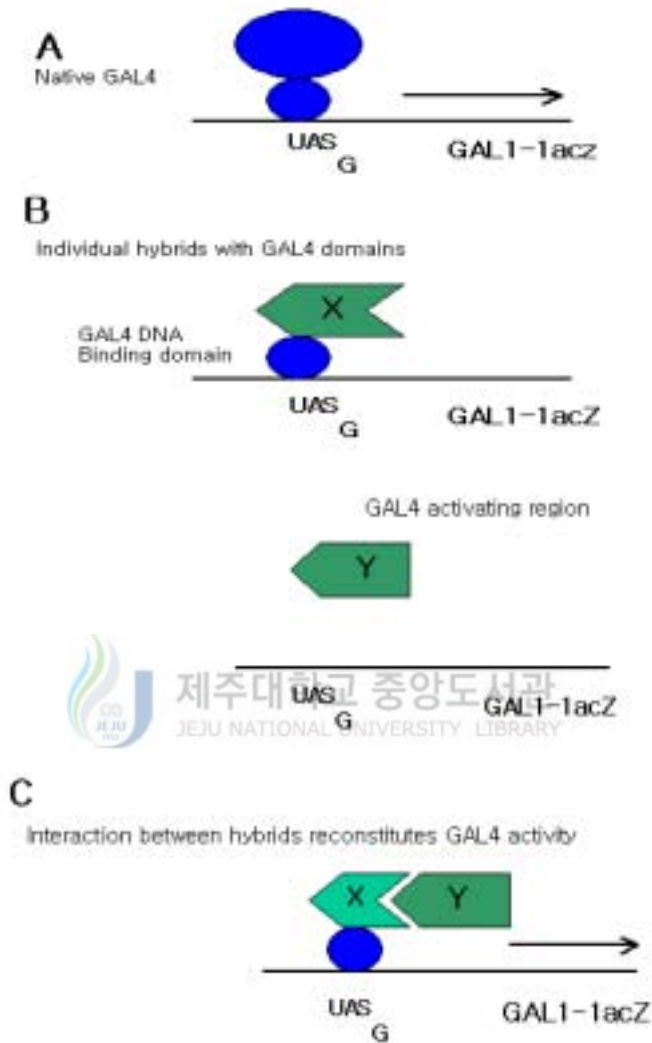 A
Native GAL4
UAS
G
GAL1-1acz
B
Individual hybrids with GAL4 domains
X
GAL4 DNA
Binding domain
UAS
G
GAL1-1acZ
GAL4 activating region
Y
제주대학교 중앙도서관
JEJU NATIONAL UNIVERSITY LIBRARY
JEJU
UAS
G
GAL1-1acZ
C
Interaction between hybrids reconstitutes GAL4 activity
X Y
UAS
G
GAL1-1acZ